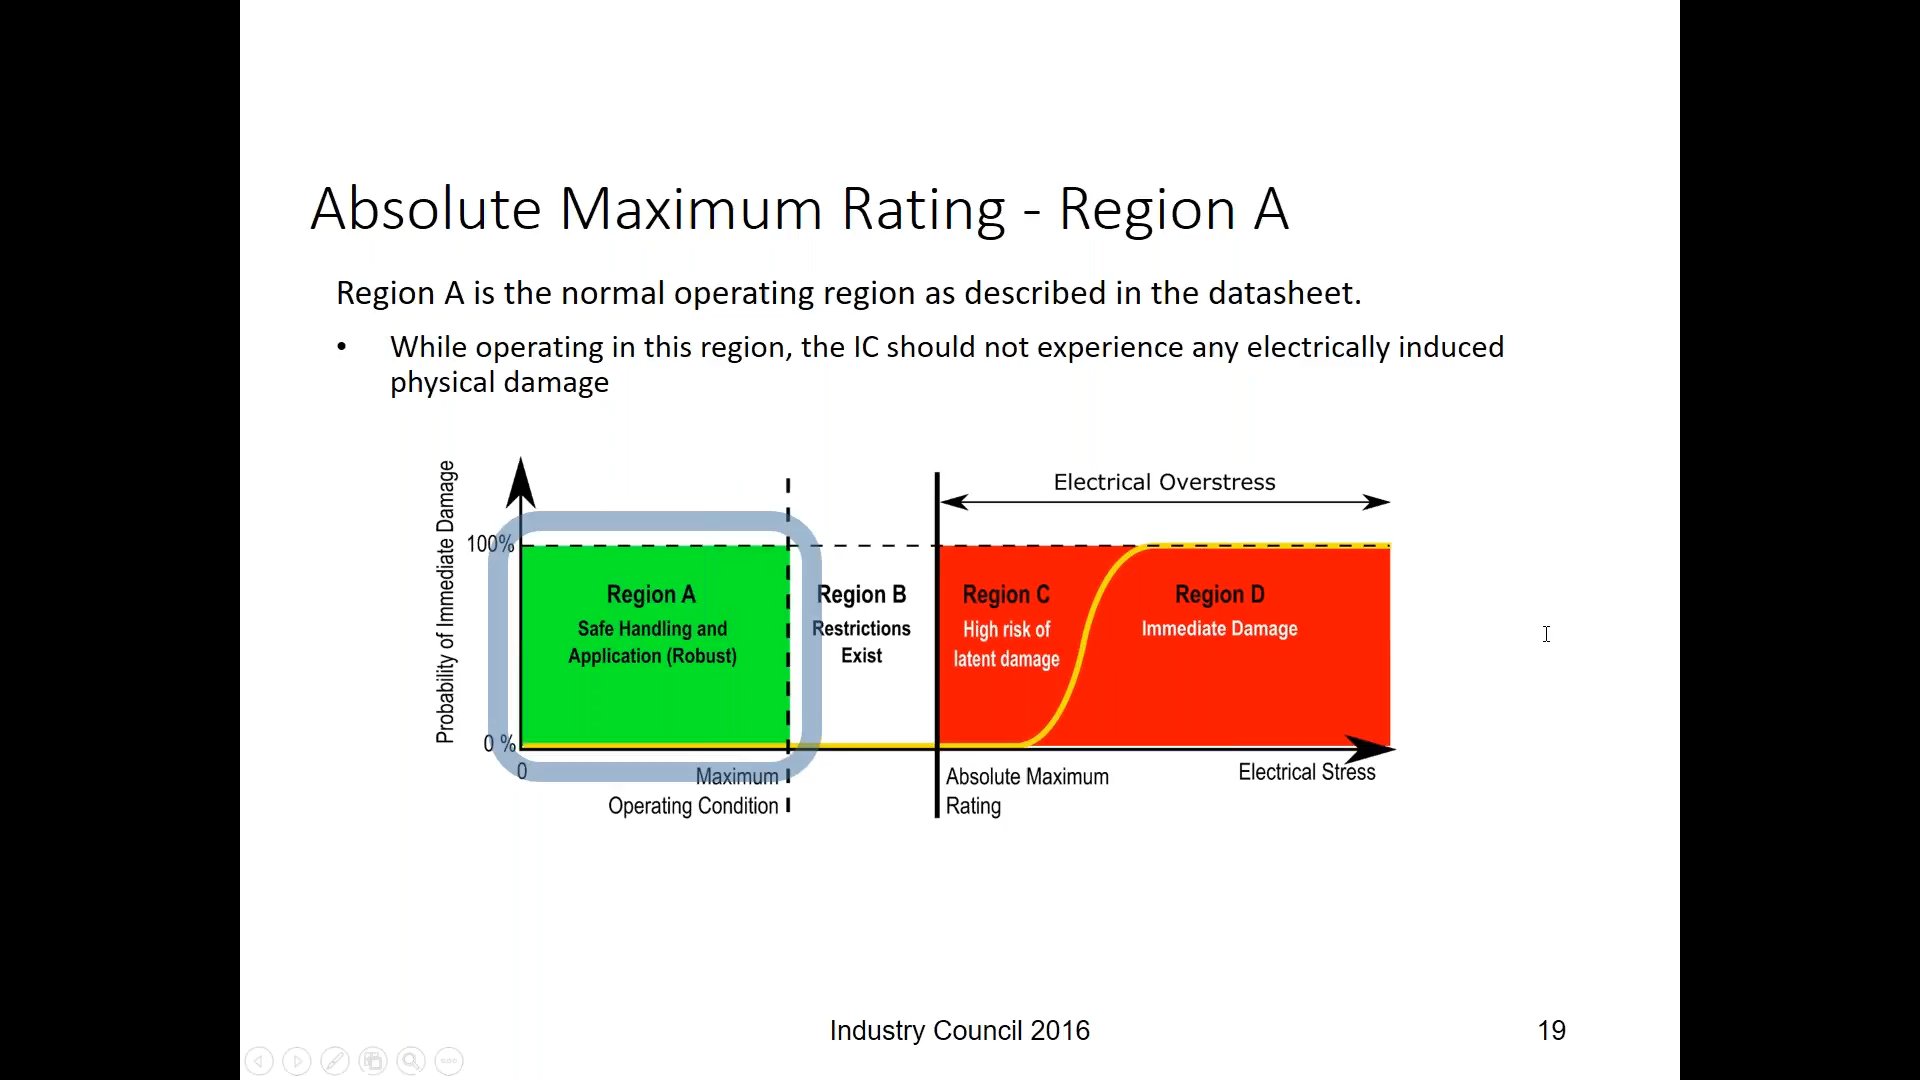 Absolute Maximum Rating - Region A
Region A is the normal operating region as described in the datasheet.
• While operating in this region, the IC should not experience any electrically induced
physical damage
Probability of Immediate Damage
Electrical Overstress
100%
Region A
Safe Handling and
Application (Robust)
Region B
Restrictions
Exist
Region C
High risk of
latent damage
Region D
Immediate Damage
0 %
0
Maximum
Operating Condition
Absolute Maximum
Rating
Electrical Stress
Industry Council 2016
19